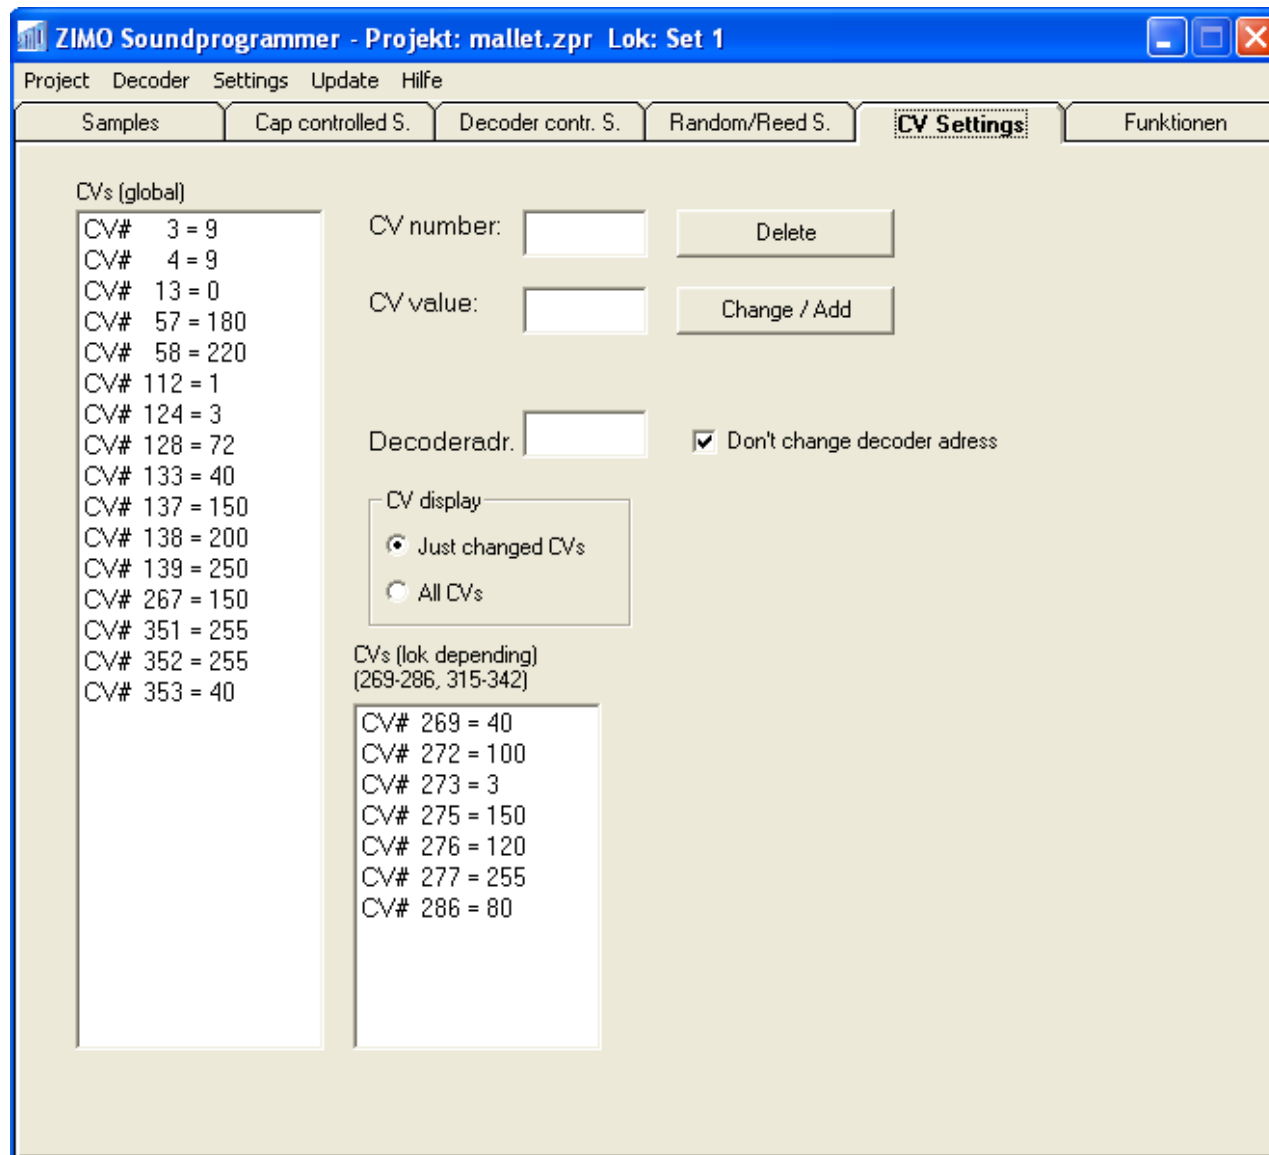 ZIMO Soundprogrammer - Projekt: mallet.zpr Lok: Set 1
Project Decoder Settings Update Hilfe
Samples Cap controlled S. Decoder contr. S. Random/Reed S. CV Settings Funktionen
CVs (global)
CV# 3 = 9
CV# 4 = 9
CV# 13 = 0
CV# 57 = 180
CV# 58 = 220
CV# 112 = 1
CV# 124 = 3
CV# 128 = 72
CV# 133 = 40
CV# 137 = 150
CV# 138 = 200
CV# 139 = 250
CV# 267 = 150
CV# 351 = 255
CV# 352 = 255
CV# 353 = 40
CV number:
Delete
CV value:
Change / Add
Decoderadr.
Don't change decoder adress
CV display
Just changed CVs
All CVs
CVs (lok depending)
(269-286, 315-342)
CV# 269 = 40
CV# 272 = 100
CV# 273 = 3
CV# 275 = 150
CV# 276 = 120
CV# 277 = 255
CV# 286 = 80